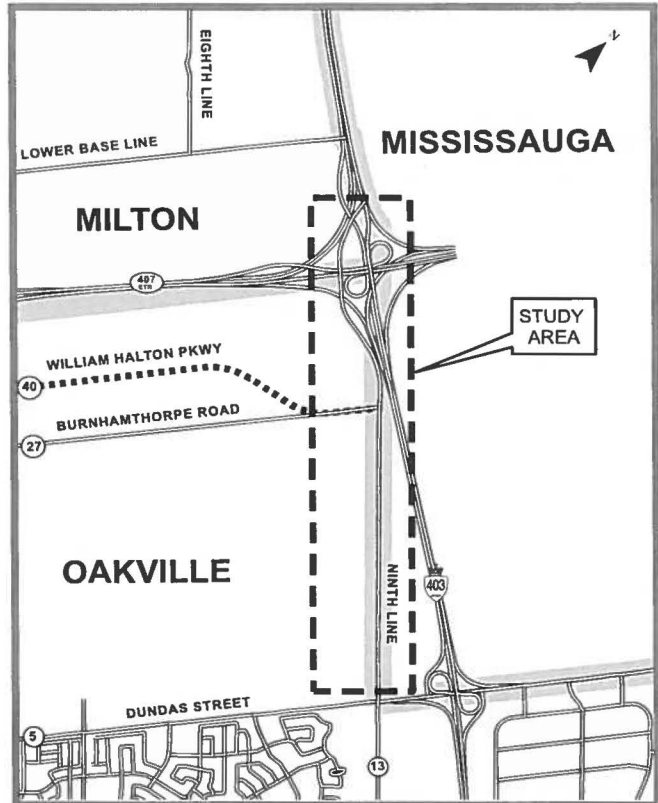 EIGHTH LINE
N
LOWER BASE LINE
MISSISSAUGA
MILTON
407
ETR
STUDY
AREA
WILLIAM HALTON PKWY
40
BURNHAMTHORPE ROAD
27
OAKVILLE
NINTH LINE
403
DUNDAS STREET
5
13